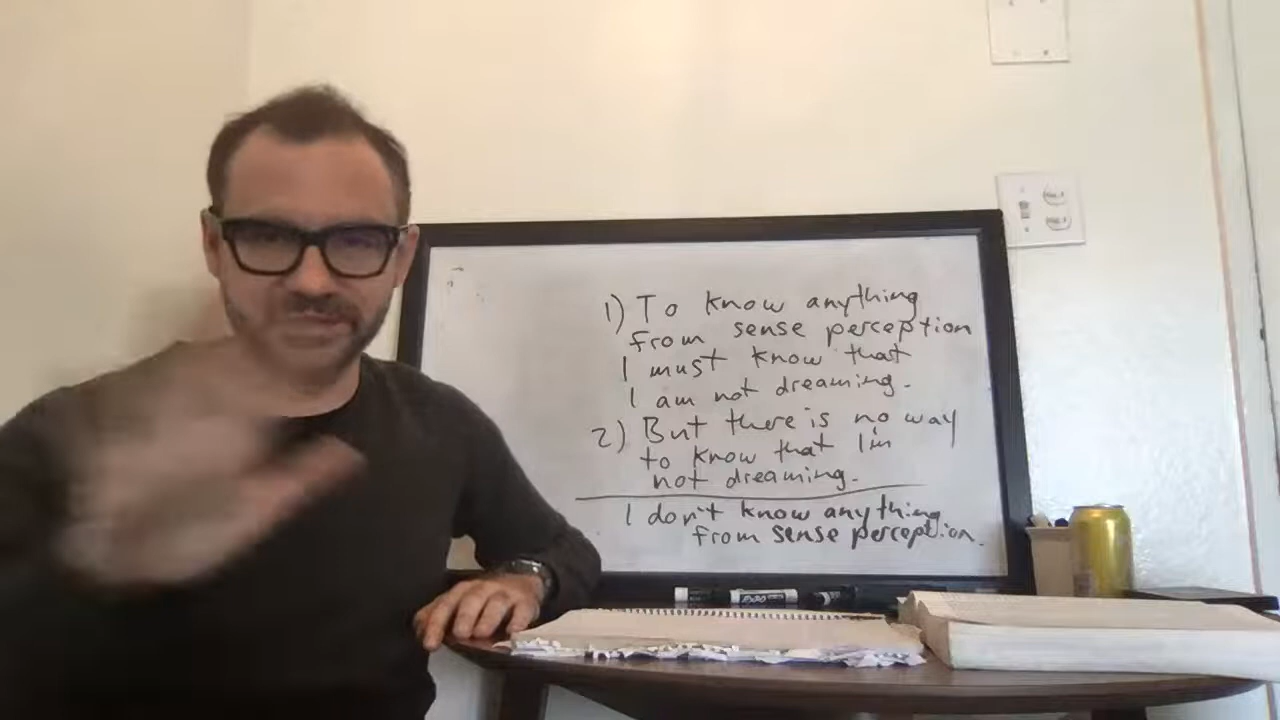 1) To know anything
from sense perception
I must know that
I am not dreaming.
2) But there is no way
to know that I'm
not dreaming.
I don't know anything
from sense perception.
EXPO